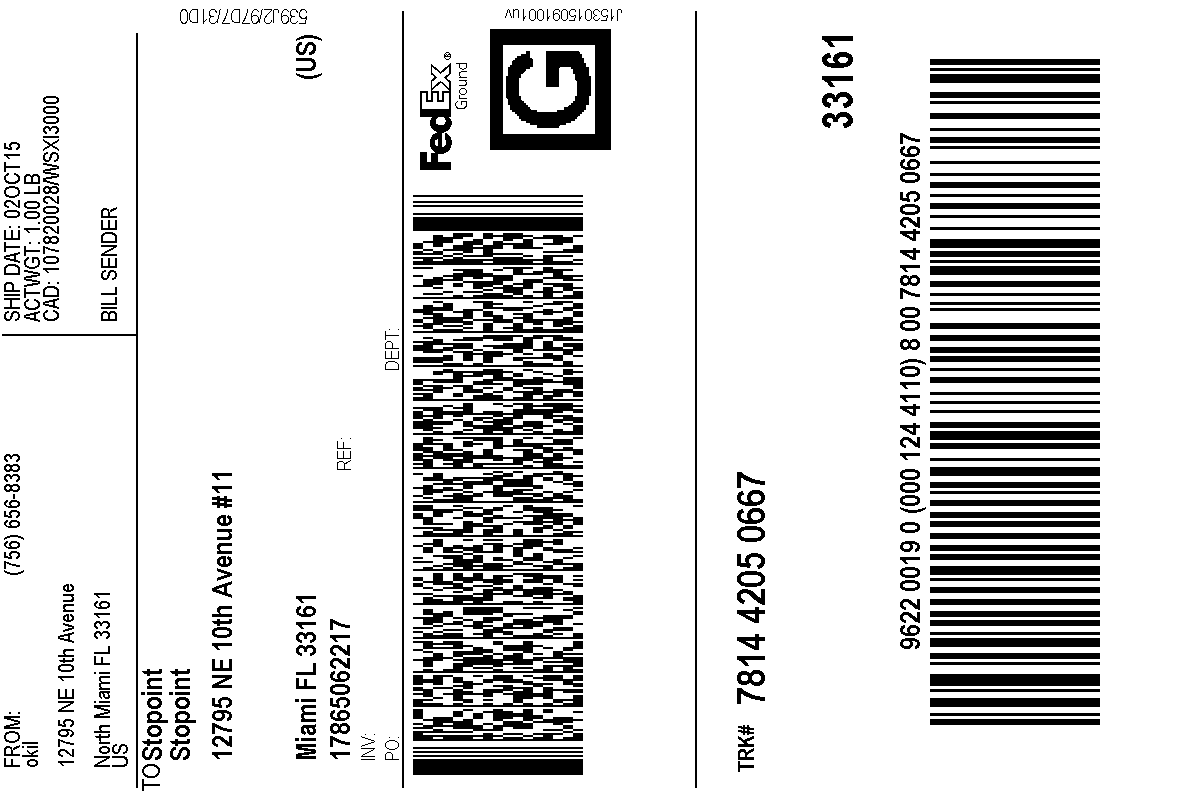 FROM: (756) 656-8383
okil
12795 NE 10th Avenue
North Miami FL 33161
US
SHIP DATE: 02OCT15
ACTWGT: 1.00 LB
CAD: 107820028/WSXI3000
BILL SENDER
TO Stopoint
Stopoint
12795 NE 10th Avenue #11
Miami FL 33161 (US)
17865062217
REF:
INV:
PO: DEPT:
539J2/97D7/31D0
J153015091001uv
FedEx®
Ground
G
TRK# 7814 4205 0667
33161
9622 0019 0 (000 124 4110) 8 00 7814 4205 0667